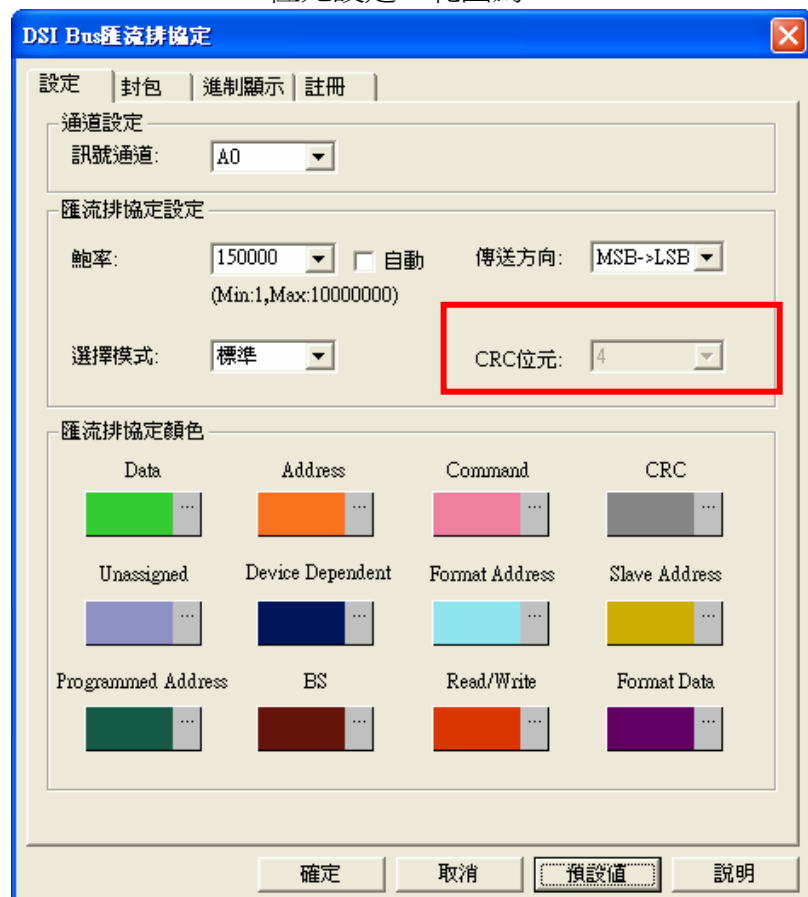 DSI Bus匯流排協定
設定 封包 進制顯示 註冊
通道設定
訊號通道: A0
匯流排協定設定
鮑率: 150000 自動 傳送方向: MSB->LSB
(Min:1,Max:10000000)
選擇模式: 標準 CRC位元: 4
匯流排協定顏色
Data Address Command CRC
... ... ... ...
Unassigned Device Dependent Format Address Slave Address
... ... ... ...
Programmed Address BS Read/Write Format Data
... ... ... ...
確定 取消 預設值 說明